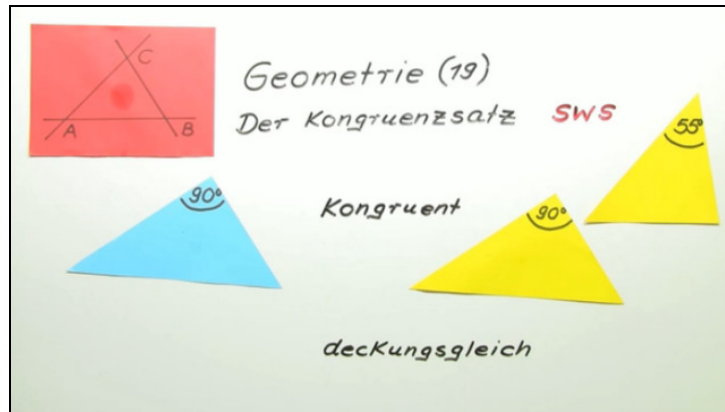 Geometrie (19)
Der Kongruenzsatz SWS
C
A
B
55°
90°
Kongruent
90°
deckungsgleich